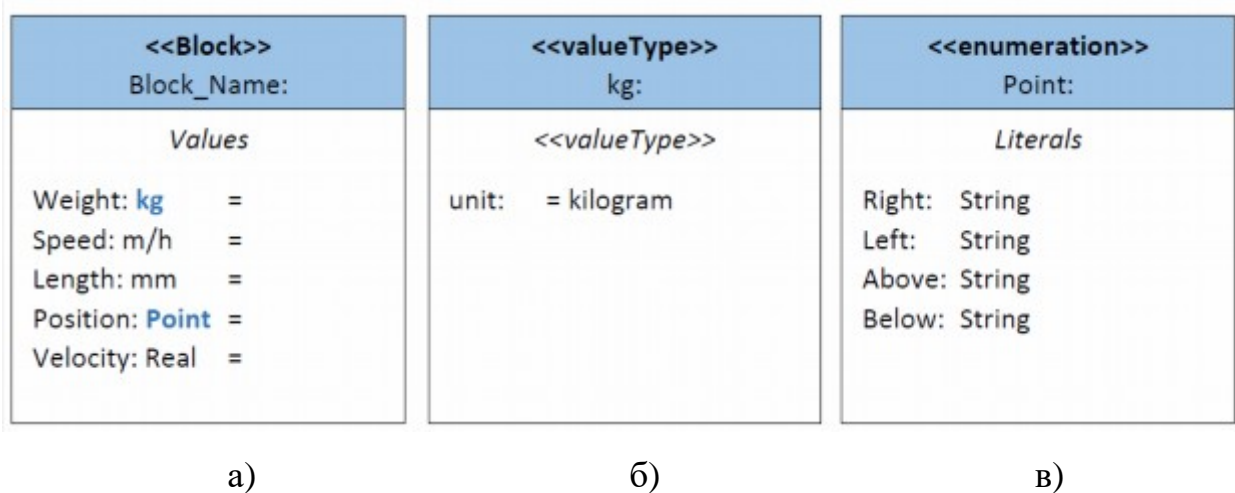 <<Block>>
Block_Name:
Values
Weight: kg =
Speed: m/h =
Length: mm =
Position: Point =
Velocity: Real =
<<valueType>>
kg:
<<valueType>>
unit: = kilogram
<<enumeration>>
Point:
Literals
Right: String
Left: String
Above: String
Below: String
а)
б)
в)